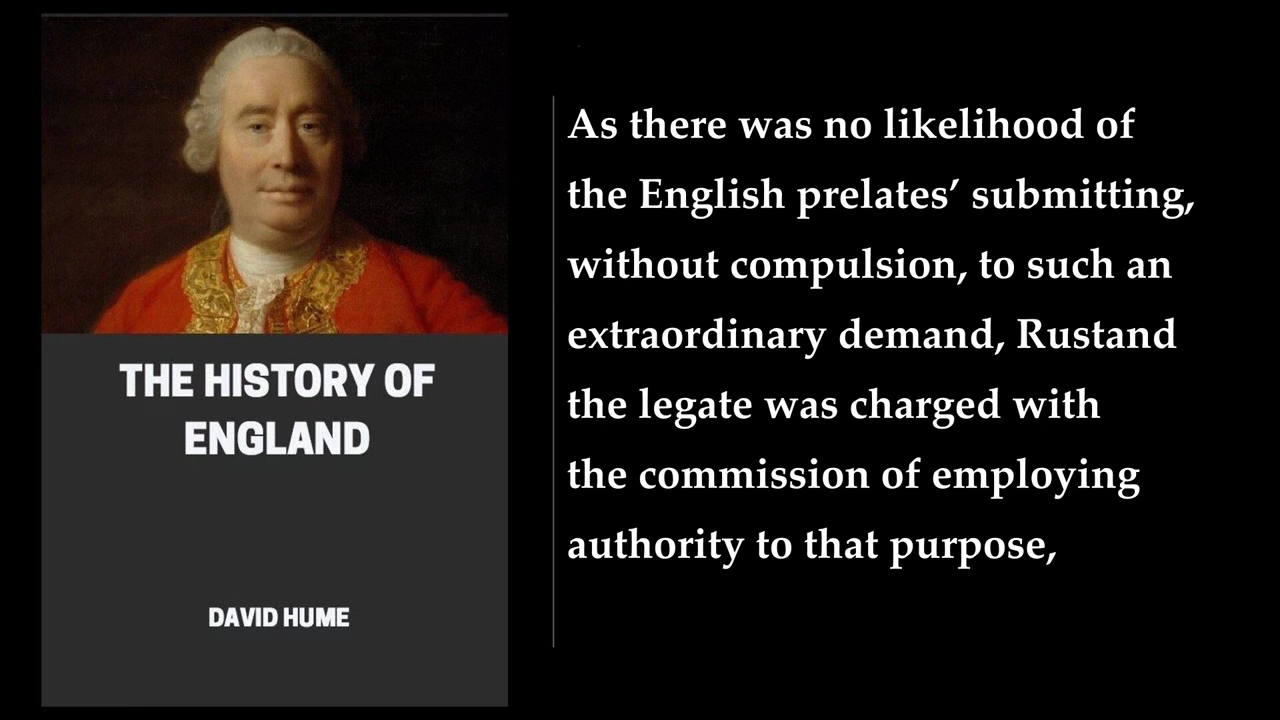 THE HISTORY OF
ENGLAND
DAVID HUME
As there was no likelihood of
the English prelates’ submitting,
without compulsion, to such an
extraordinary demand, Rustand
the legate was charged with
the commission of employing
authority to that purpose,